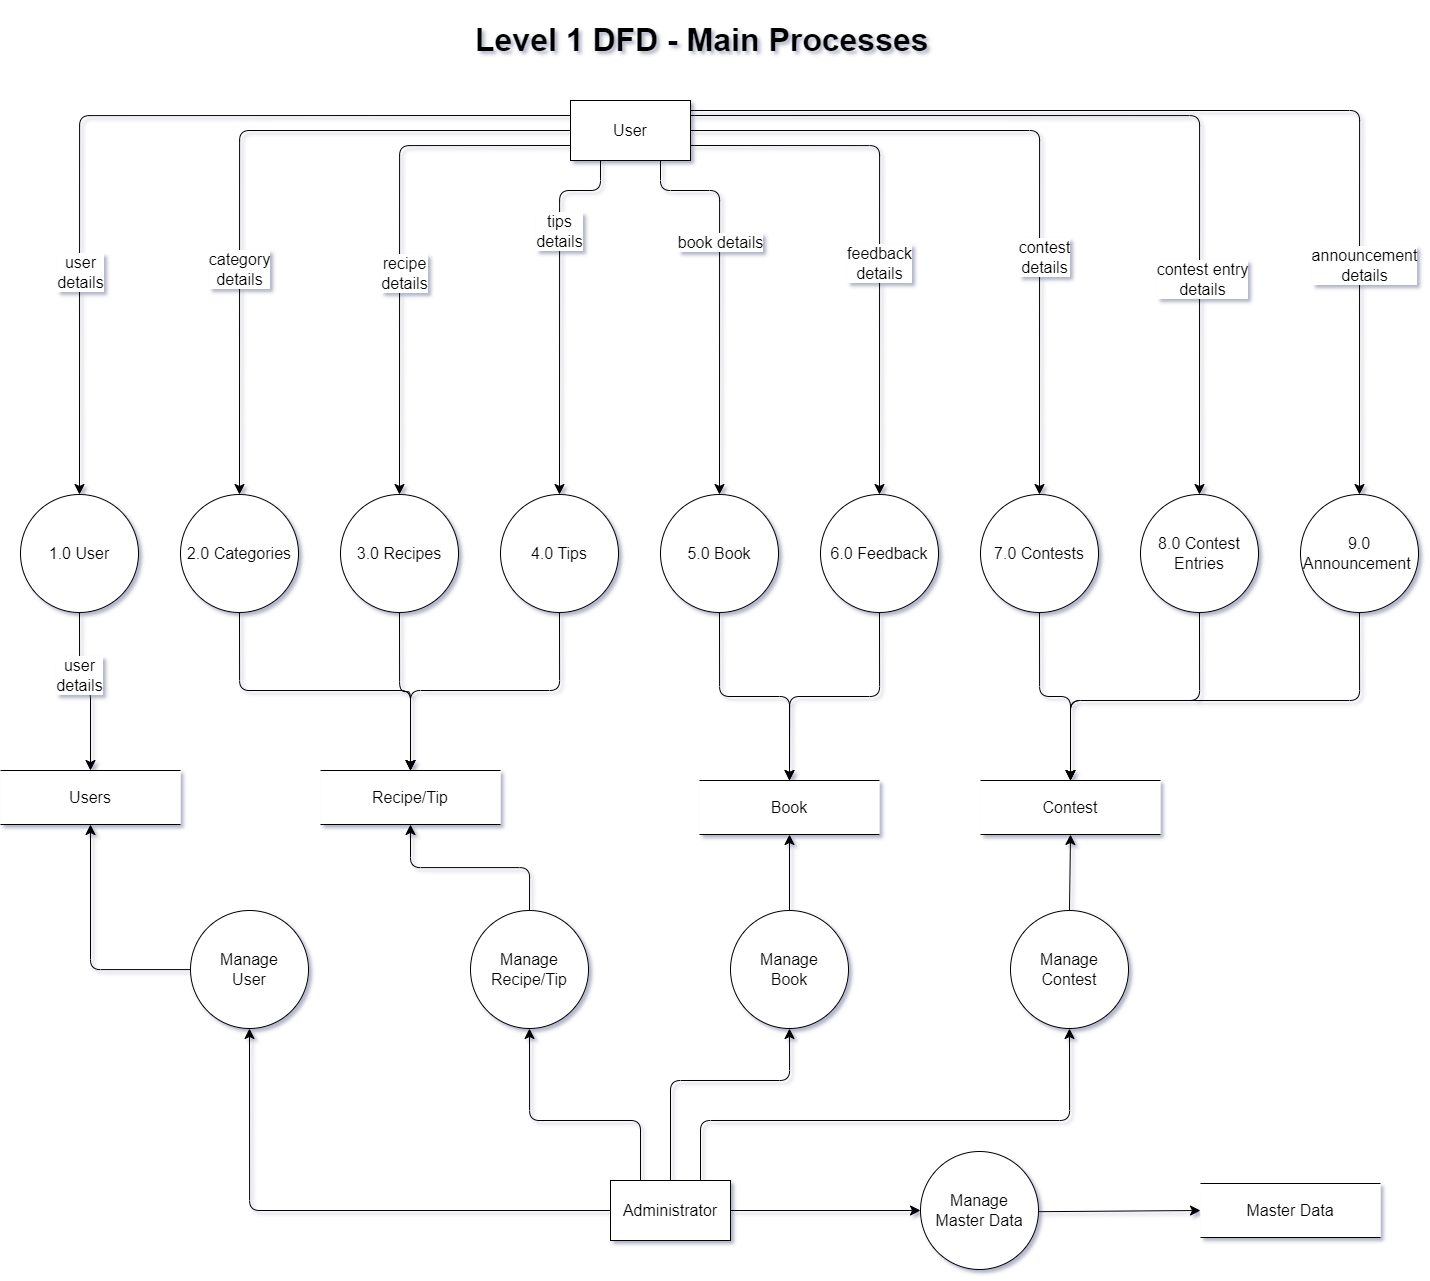 Level 1 DFD - Main Processes
User
user
details
category
details
recipe
details
tips
details
book details
feedback
details
contest
details
contest entry
details
announcement
details
1.0 User
2.0 Categories
3.0 Recipes
4.0 Tips
5.0 Book
6.0 Feedback
7.0 Contests
8.0 Contest
Entries
9.0
Announcement
user
details
Users
Recipe/Tip
Book
Contest
Manage
User
Manage
Recipe/Tip
Manage
Book
Manage
Contest
Administrator
Manage
Master Data
Master Data